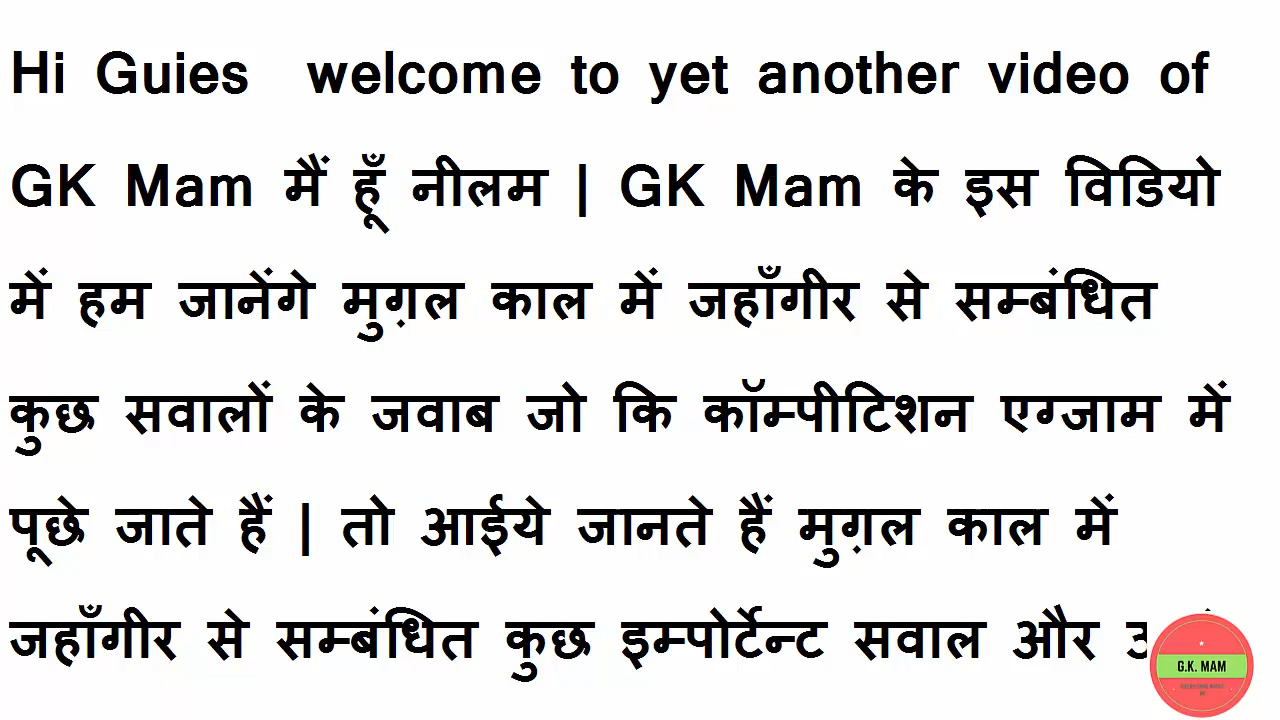 Hi Guies welcome to yet another video of
GK Mam मैं हूँ नीलम | GK Mam के इस विडियो
में हम जानेंगे मुग़ल काल में जहाँगीर से सम्बंधित
कुछ सवालों के जवाब जो कि कॉम्पीटिशन एग्जाम में
पूछे जाते हैं | तो आईये जानते हैं मुग़ल काल में
जहाँगीर से सम्बंधित कुछ इम्पोर्टेन्ट सवाल और
G.K. MAM